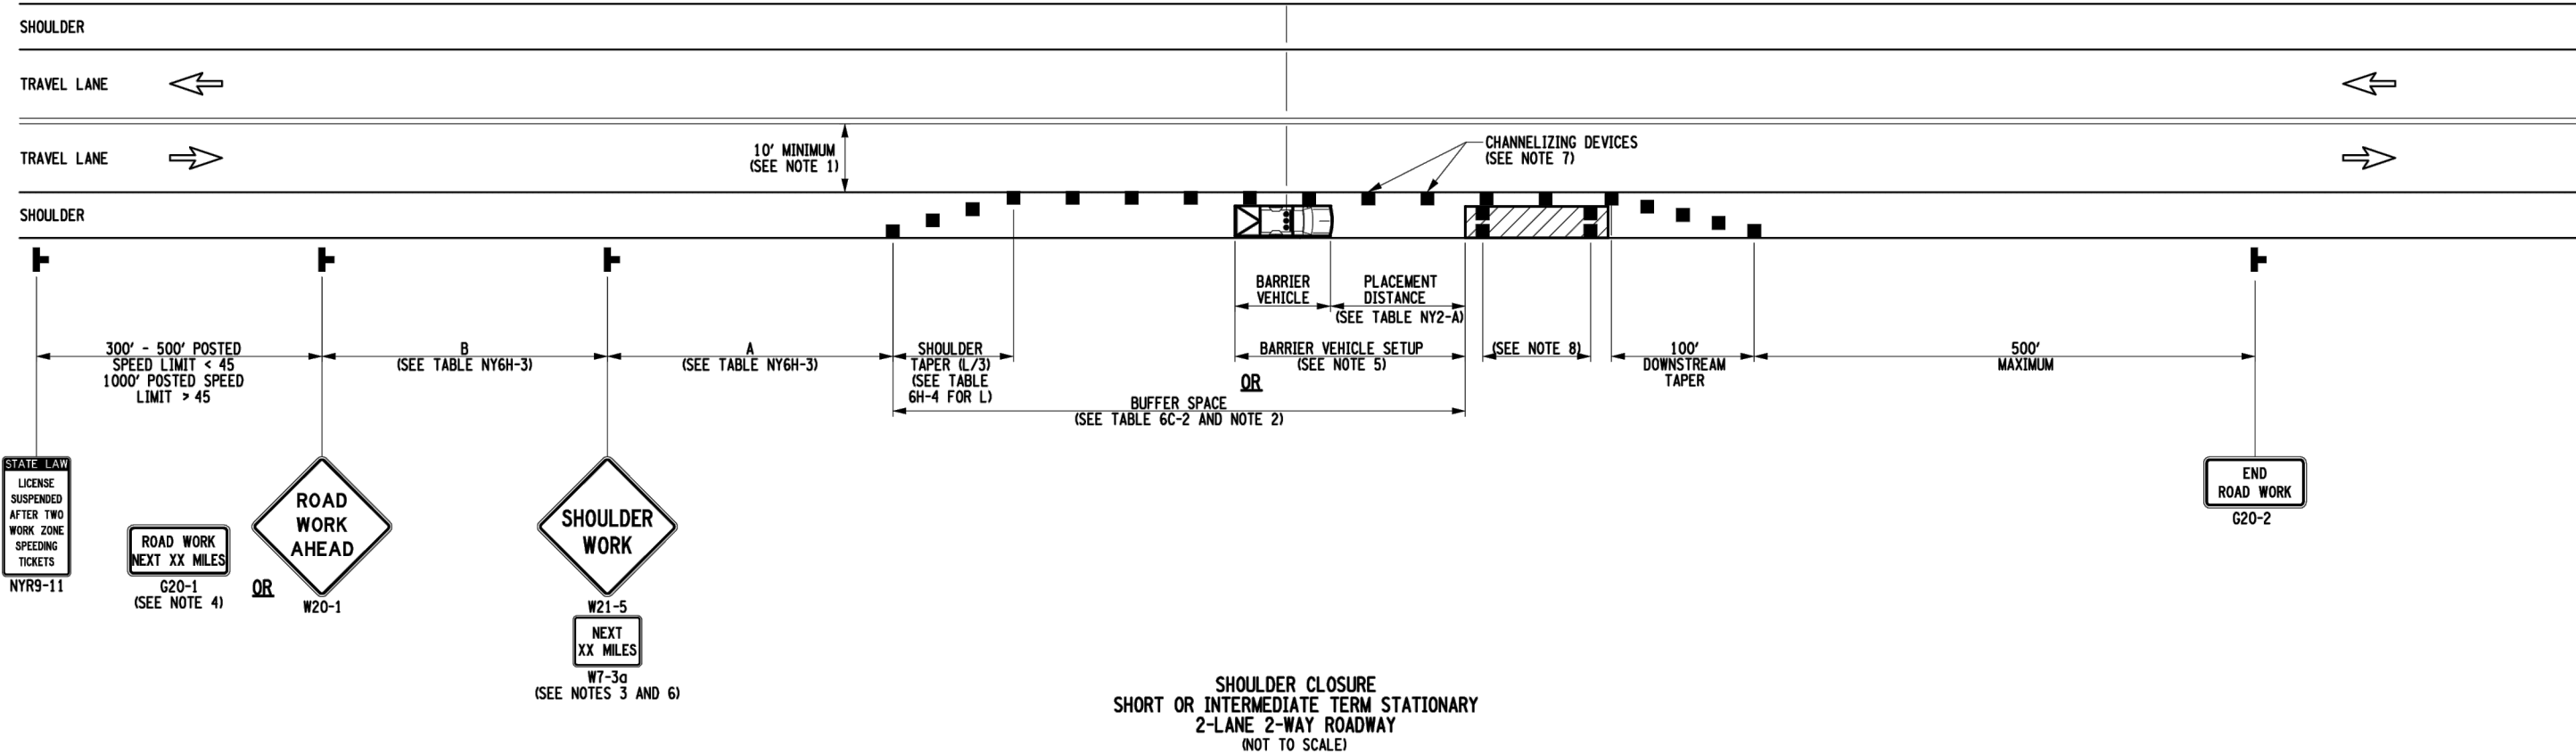 SHOULDER
TRAVEL LANE
TRAVEL LANE
10' MINIMUM
(SEE NOTE 1)
CHANNELIZING DEVICES
(SEE NOTE 7)
SHOULDER
BARRIER
VEHICLE
PLACEMENT
DISTANCE
(SEE TABLE NY2-A)
300' - 500' POSTED
SPEED LIMIT < 45
1000' POSTED SPEED
LIMIT > 45
B
(SEE TABLE NY6H-3)
A
(SEE TABLE NY6H-3)
SHOULDER
TAPER (L/3)
(SEE TABLE
6H-4 FOR L)
BARRIER VEHICLE SETUP
(SEE NOTE 5)
OR
BUFFER SPACE
(SEE TABLE 6C-2 AND NOTE 2)
(SEE NOTE 8)
100'
DOWNSTREAM
TAPER
500'
MAXIMUM
STATE LAW
LICENSE
SUSPENDED
AFTER TWO
WORK ZONE
SPEEDING
TICKETS
NYR9-11
ROAD WORK
NEXT XX MILES
G20-1
(SEE NOTE 4)
OR
ROAD
WORK
AHEAD
W20-1
SHOULDER
WORK
W21-5
NEXT
XX MILES
W7-3a
(SEE NOTES 3 AND 6)
END
ROAD WORK
G20-2
SHOULDER CLOSURE
SHORT OR INTERMEDIATE TERM STATIONARY
2-LANE 2-WAY ROADWAY
(NOT TO SCALE)